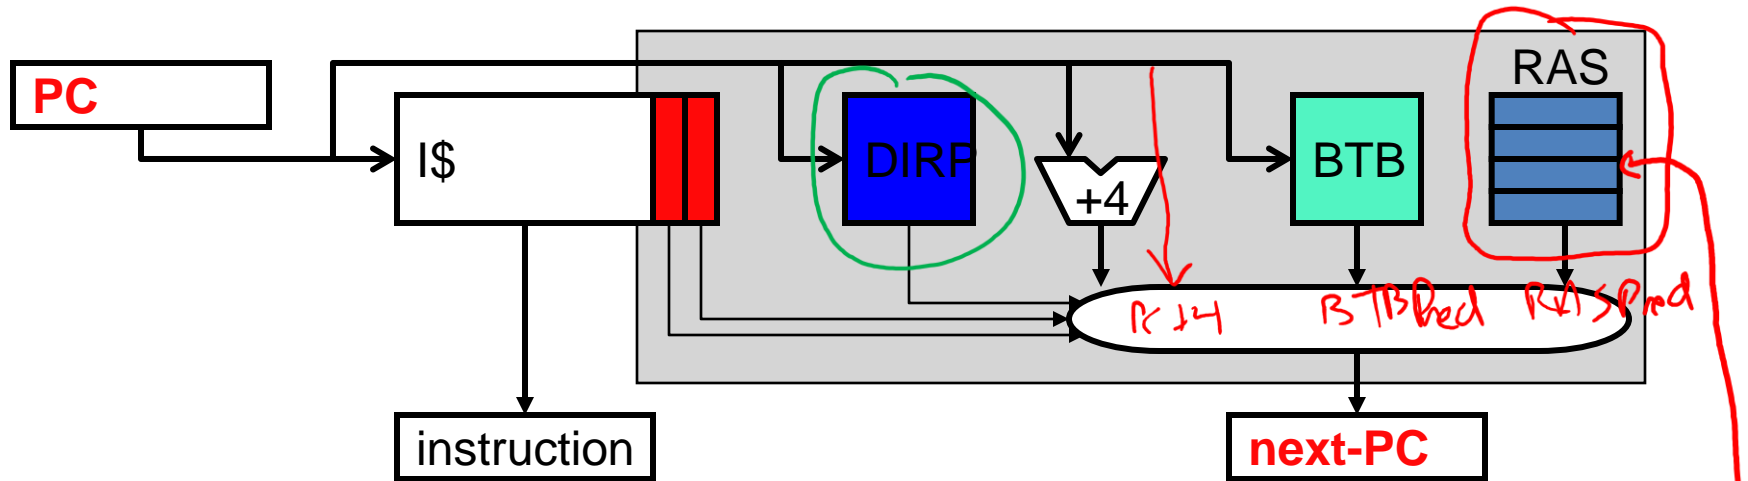 RAS
PC
I$
DIRP
+4
BTB
PC+4
BTBPred
RASPred
instruction
next-PC